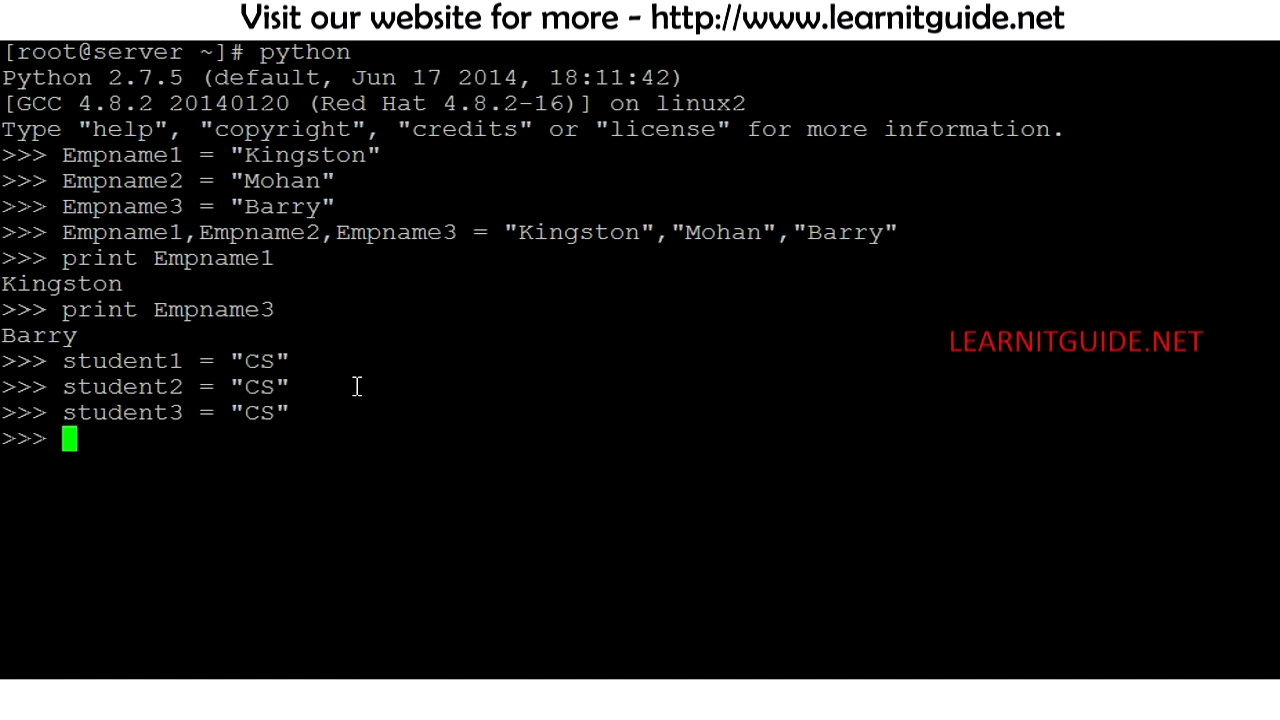 Visit our website for more - http://www.learnitguide.net
[root@server ~]# python
Python 2.7.5 (default, Jun 17 2014, 18:11:42)
[GCC 4.8.2 20140120 (Red Hat 4.8.2-16)] on linux2
Type "help", "copyright", "credits" or "license" for more information.
>>> Empname1 = "Kingston"
>>> Empname2 = "Mohan"
>>> Empname3 = "Barry"
>>> Empname1,Empname2,Empname3 = "Kingston","Mohan","Barry"
>>> print Empname1
Kingston
>>> print Empname3
Barry
LEARNITGUIDE.NET
>>> student1 = "CS"
>>> student2 = "CS"
>>> student3 = "CS"
>>>